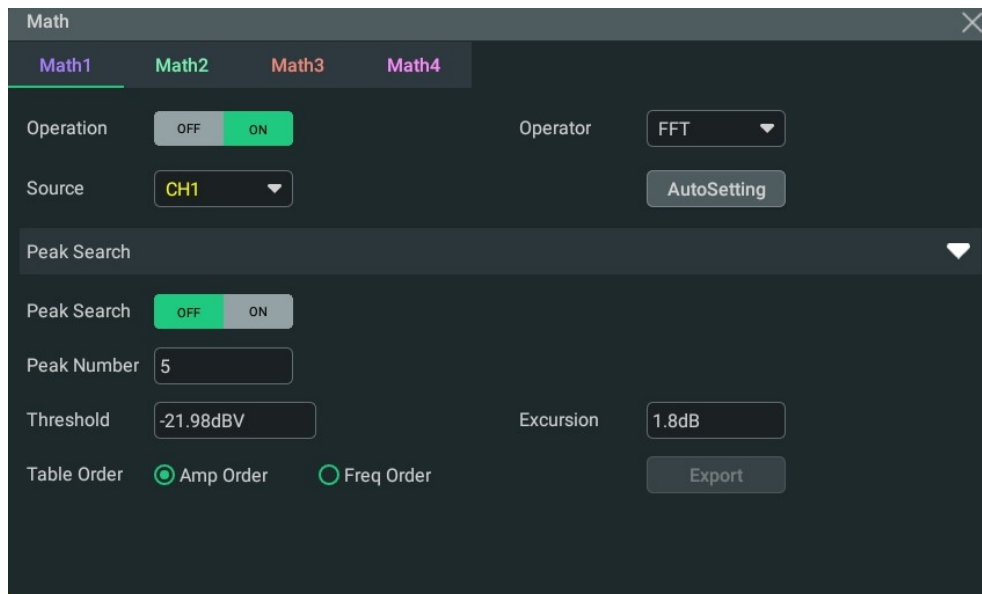 Math
Math1 Math2 Math3 Math4
Operation OFF ON Operator FFT
Source CH1 AutoSetting
Peak Search
Peak Search OFF ON
Peak Number 5
Threshold -21.98dBV Excursion 1.8dB
Table Order Amp Order Freq Order Export